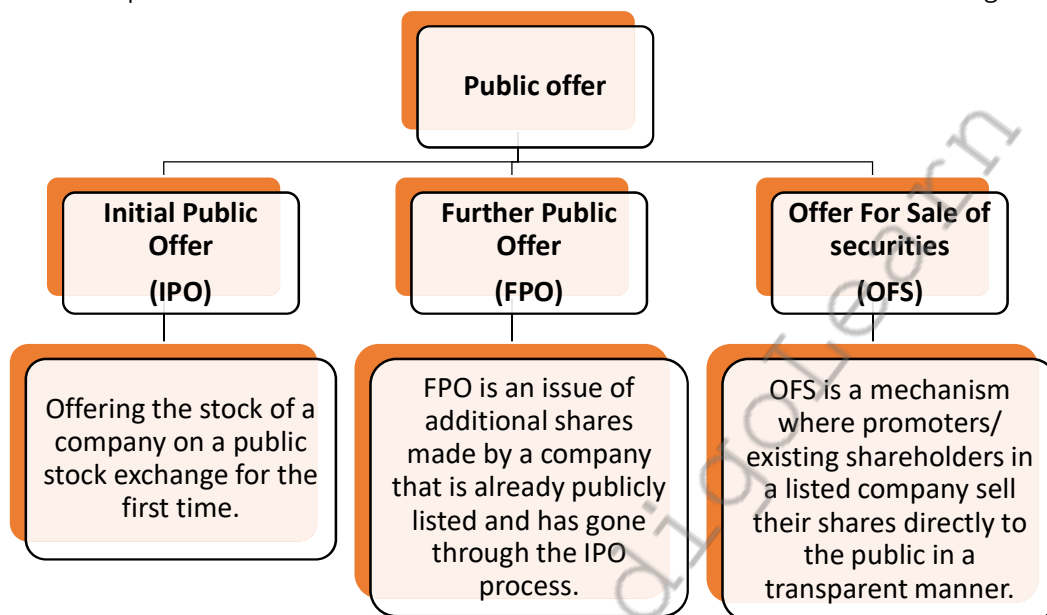 Public offer
Initial Public
Offer
(IPO)
Further Public
Offer
(FPO)
Offer For Sale of
securities
(OFS)
Offering the stock of a
company on a public
stock exchange for the
first time.
FPO is an issue of
additional shares
made by a company
that is already publicly
listed and has gone
through the IPO
process.
OFS is a mechanism
where promoters/
existing shareholders in
a listed company sell
their shares directly to
the public in a
transparent manner.
digoLearn